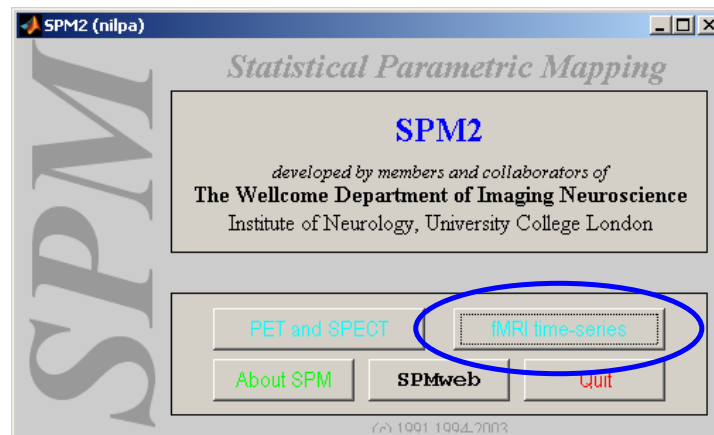 SPM2 (nilpa)
SPM
Statistical Parametric Mapping
SPM2
developed by members and collaborators of
The Wellcome Department of Imaging Neuroscience
Institute of Neurology, University College London
PET and SPECT fMRI time-series
About SPM SPMweb Quit
(c) 1991,1994-2003